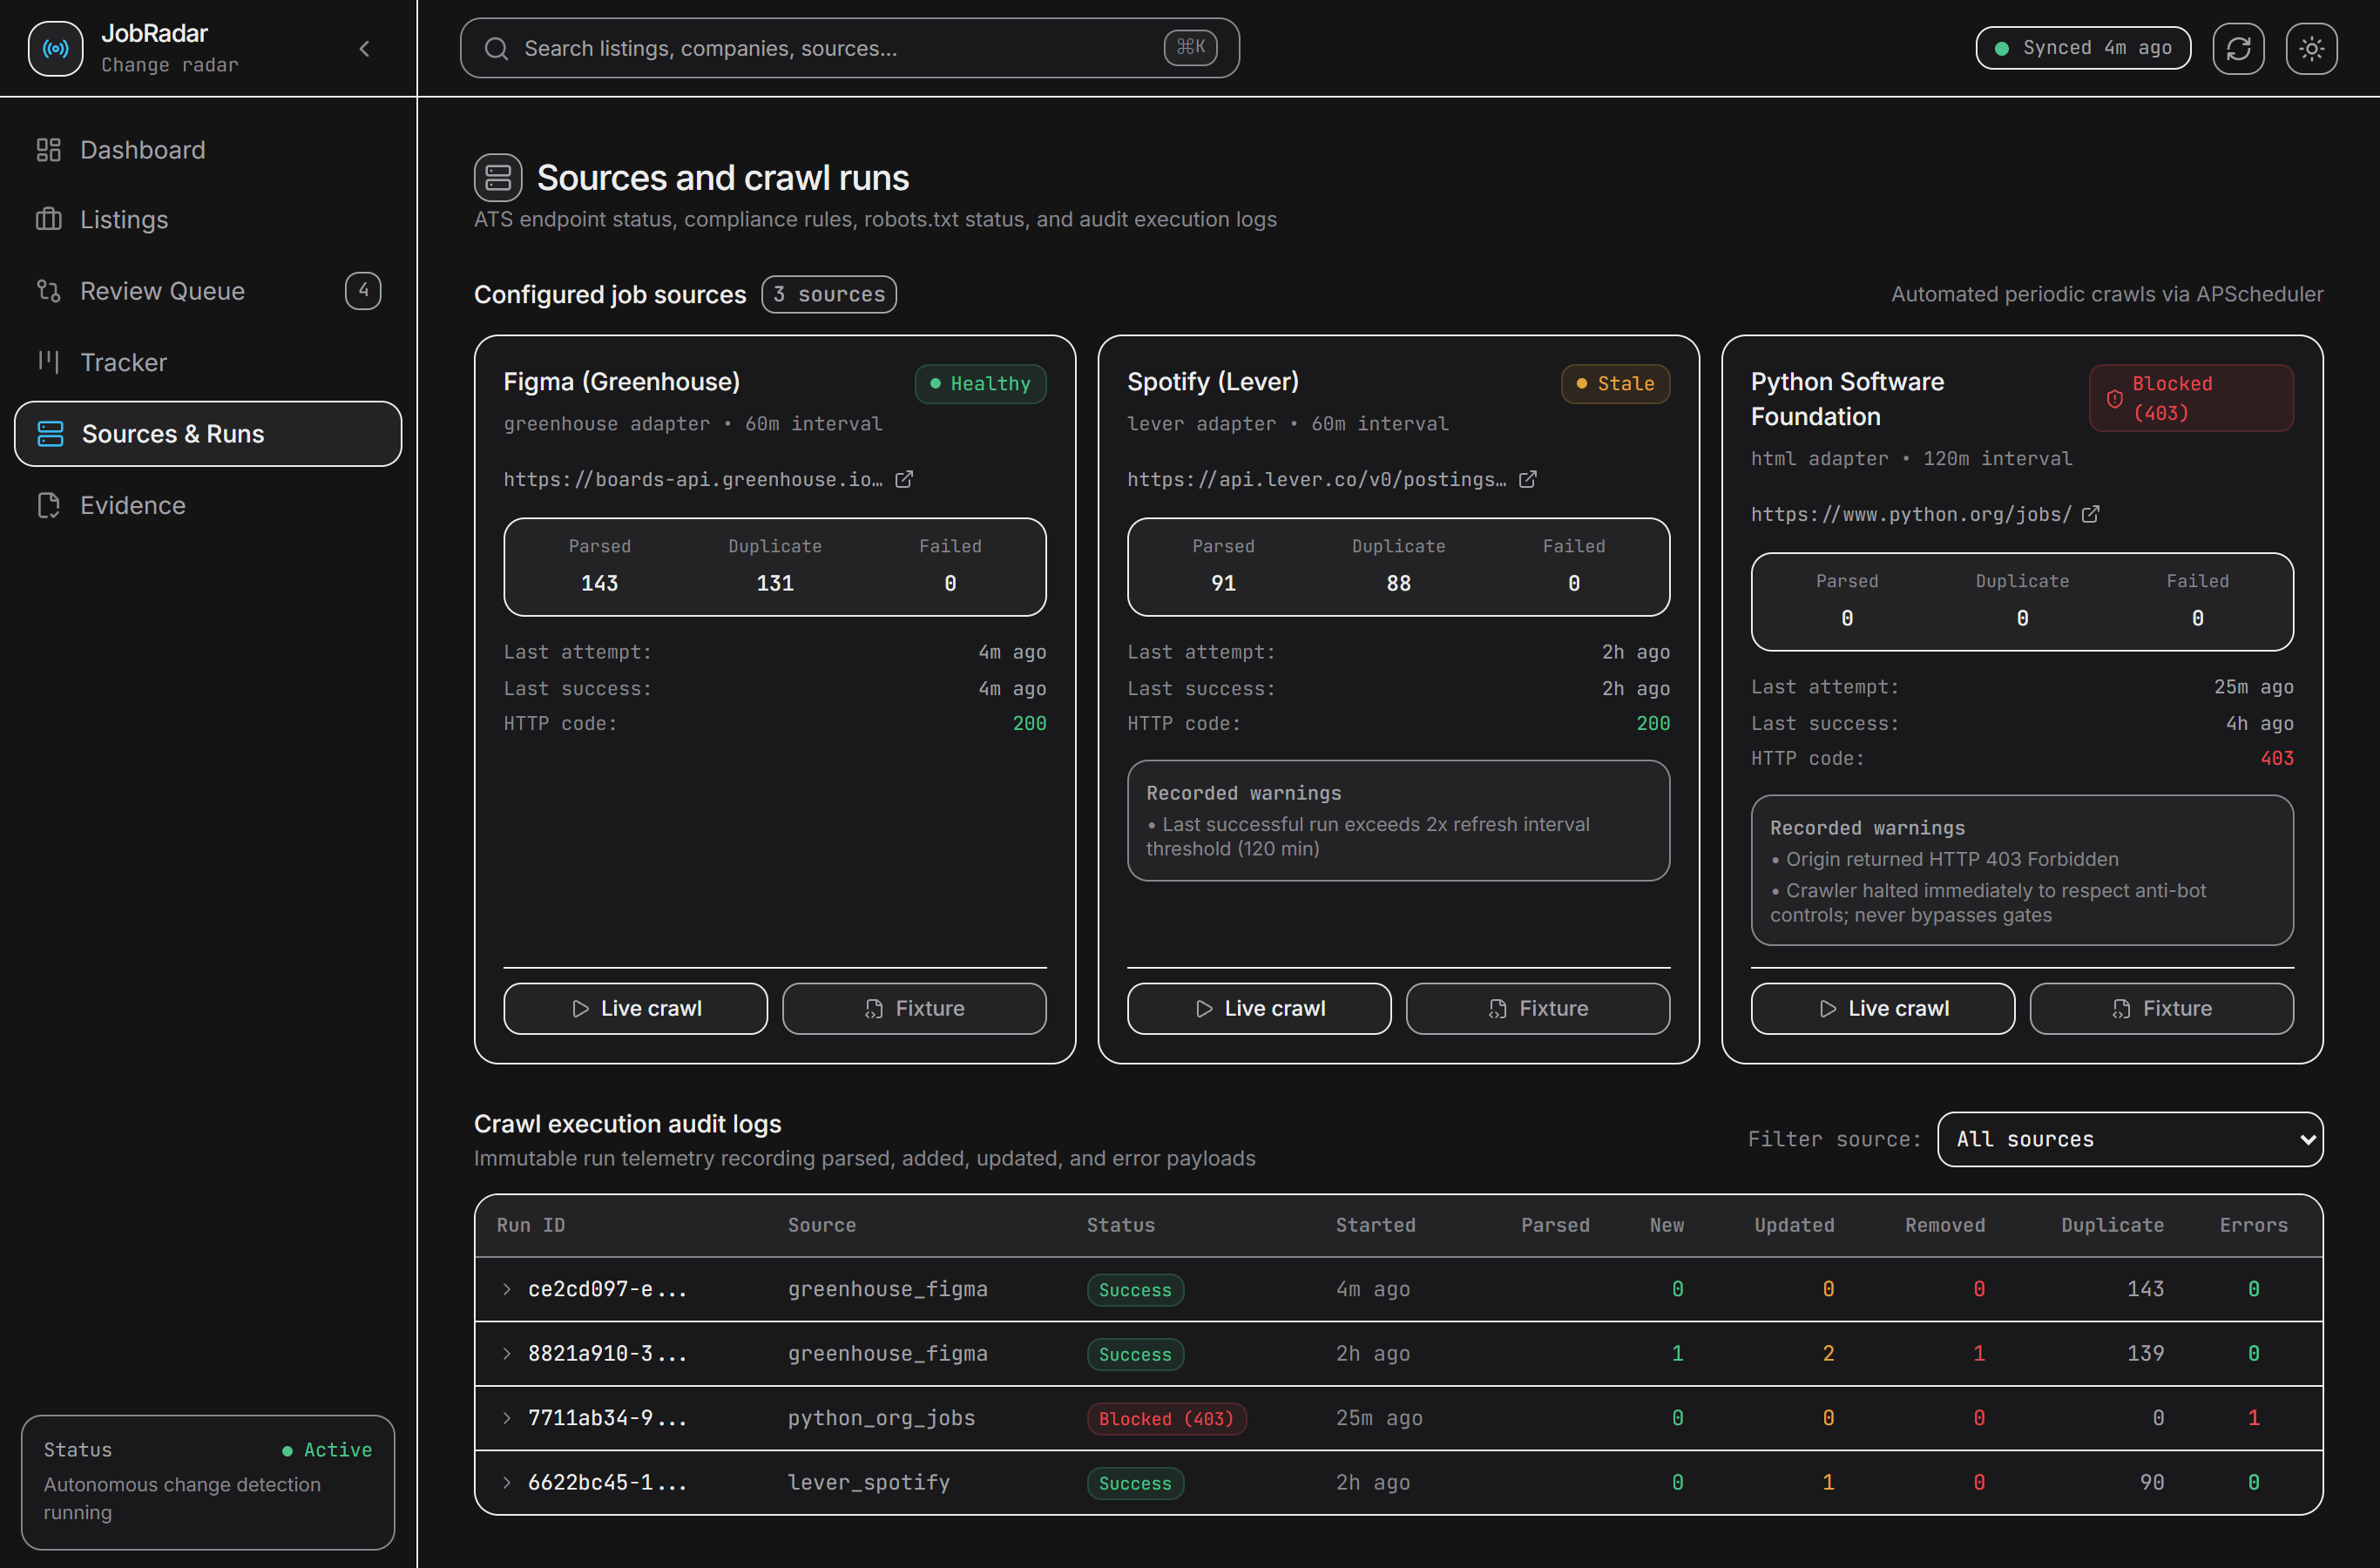 JobRadar
Change radar
Search listings, companies, sources...
⌘K
Synced 4m ago
Dashboard
Listings
Review Queue
4
Tracker
Sources & Runs
Evidence
Status
Active
Autonomous change detection
running
Sources and crawl runs
ATS endpoint status, compliance rules, robots.txt status, and audit execution logs
Configured job sources
3 sources
Automated periodic crawls via APScheduler
Figma (Greenhouse)
Healthy
greenhouse adapter • 60m interval
https://boards-api.greenhouse.io…
Parsed Duplicate Failed
143 131 0
Last attempt: 4m ago
Last success: 4m ago
HTTP code: 200
Live crawl
Fixture
Spotify (Lever)
Stale
lever adapter • 60m interval
https://api.lever.co/v0/postings…
Parsed Duplicate Failed
91 88 0
Last attempt: 2h ago
Last success: 2h ago
HTTP code: 200
Recorded warnings
• Last successful run exceeds 2x refresh interval
threshold (120 min)
Live crawl
Fixture
Python Software
Foundation
Blocked
(403)
html adapter • 120m interval
https://www.python.org/jobs/
Parsed Duplicate Failed
0 0 0
Last attempt: 25m ago
Last success: 4h ago
HTTP code: 403
Recorded warnings
• Origin returned HTTP 403 Forbidden
• Crawler halted immediately to respect anti-bot
controls; never bypasses gates
Live crawl
Fixture
Crawl execution audit logs
Immutable run telemetry recording parsed, added, updated, and error payloads
Filter source:
All sources
Run ID Source Status Started Parsed New Updated Removed Duplicate Errors
ce2cd097-e... greenhouse_figma Success 4m ago 0 0 0 143 0
8821a910-3... greenhouse_figma Success 2h ago 1 2 1 139 0
7711ab34-9... python_org_jobs Blocked (403) 25m ago 0 0 0 0 1
6622bc45-1... lever_spotify Success 2h ago 0 1 0 90 0